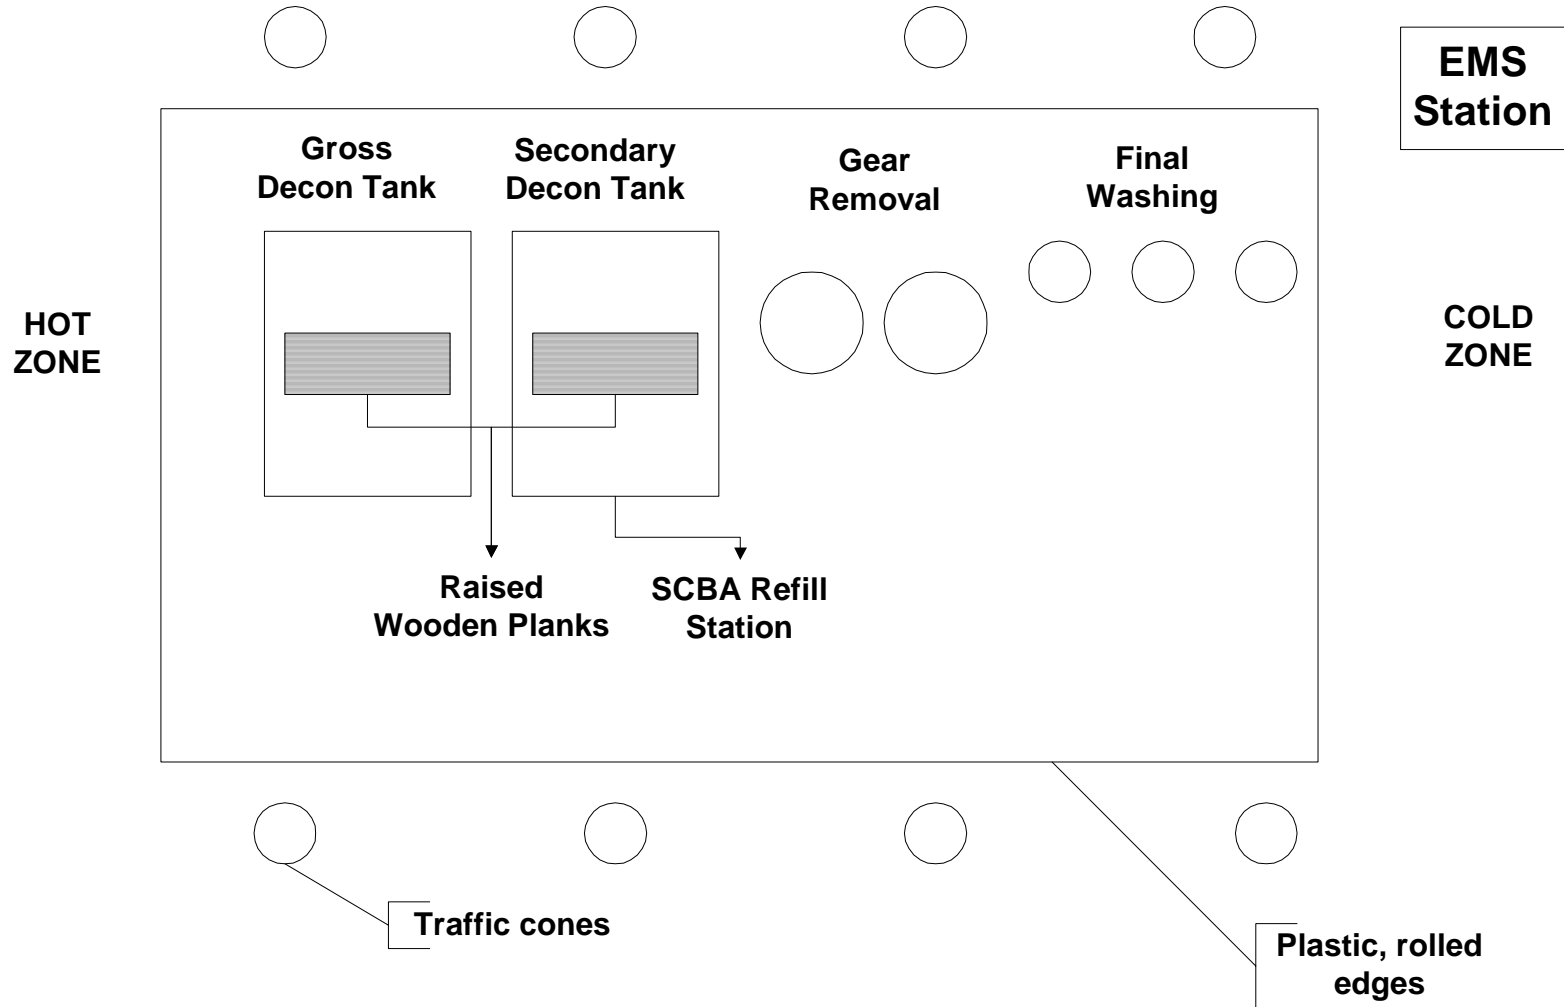 EMS
Station
Gross
Decon Tank
Secondary
Decon Tank
Gear
Removal
Final
Washing
HOT
ZONE
COLD
ZONE
Raised
Wooden Planks
SCBA Refill
Station
Traffic cones
Plastic, rolled
edges